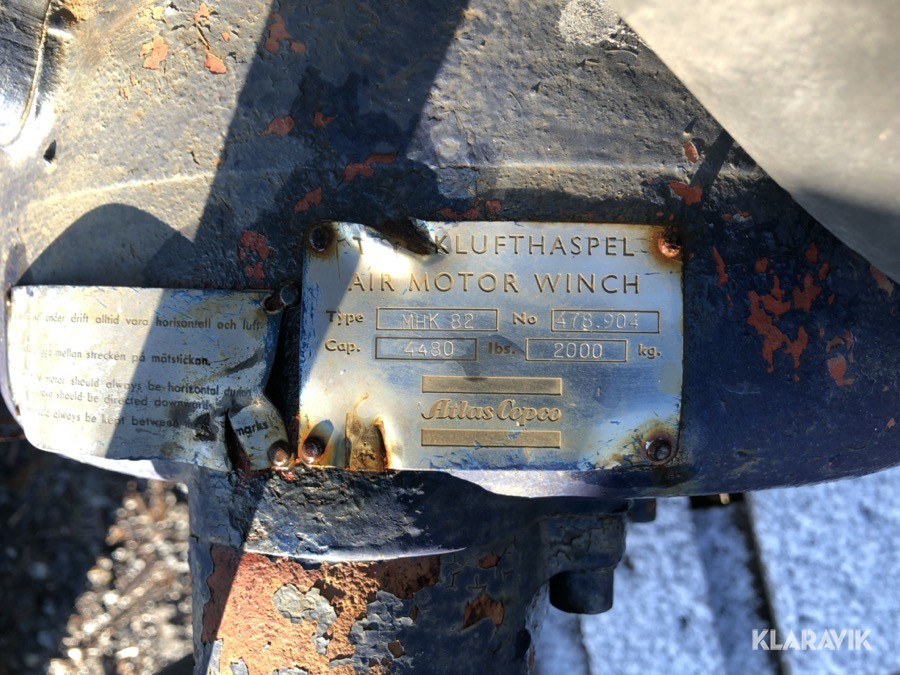 under drift alltid vara horisontell och luft-
mellan strecken på mätstickan.
motor should always be horizontal during
should be directed downward
always be kept between
marks
KLUFTHASPEL
AIR MOTOR WINCH
Type MHK 82 No 478.904
Cap. 4480 lbs. 2000 kg.
Atlas Copco
KLARAVIK